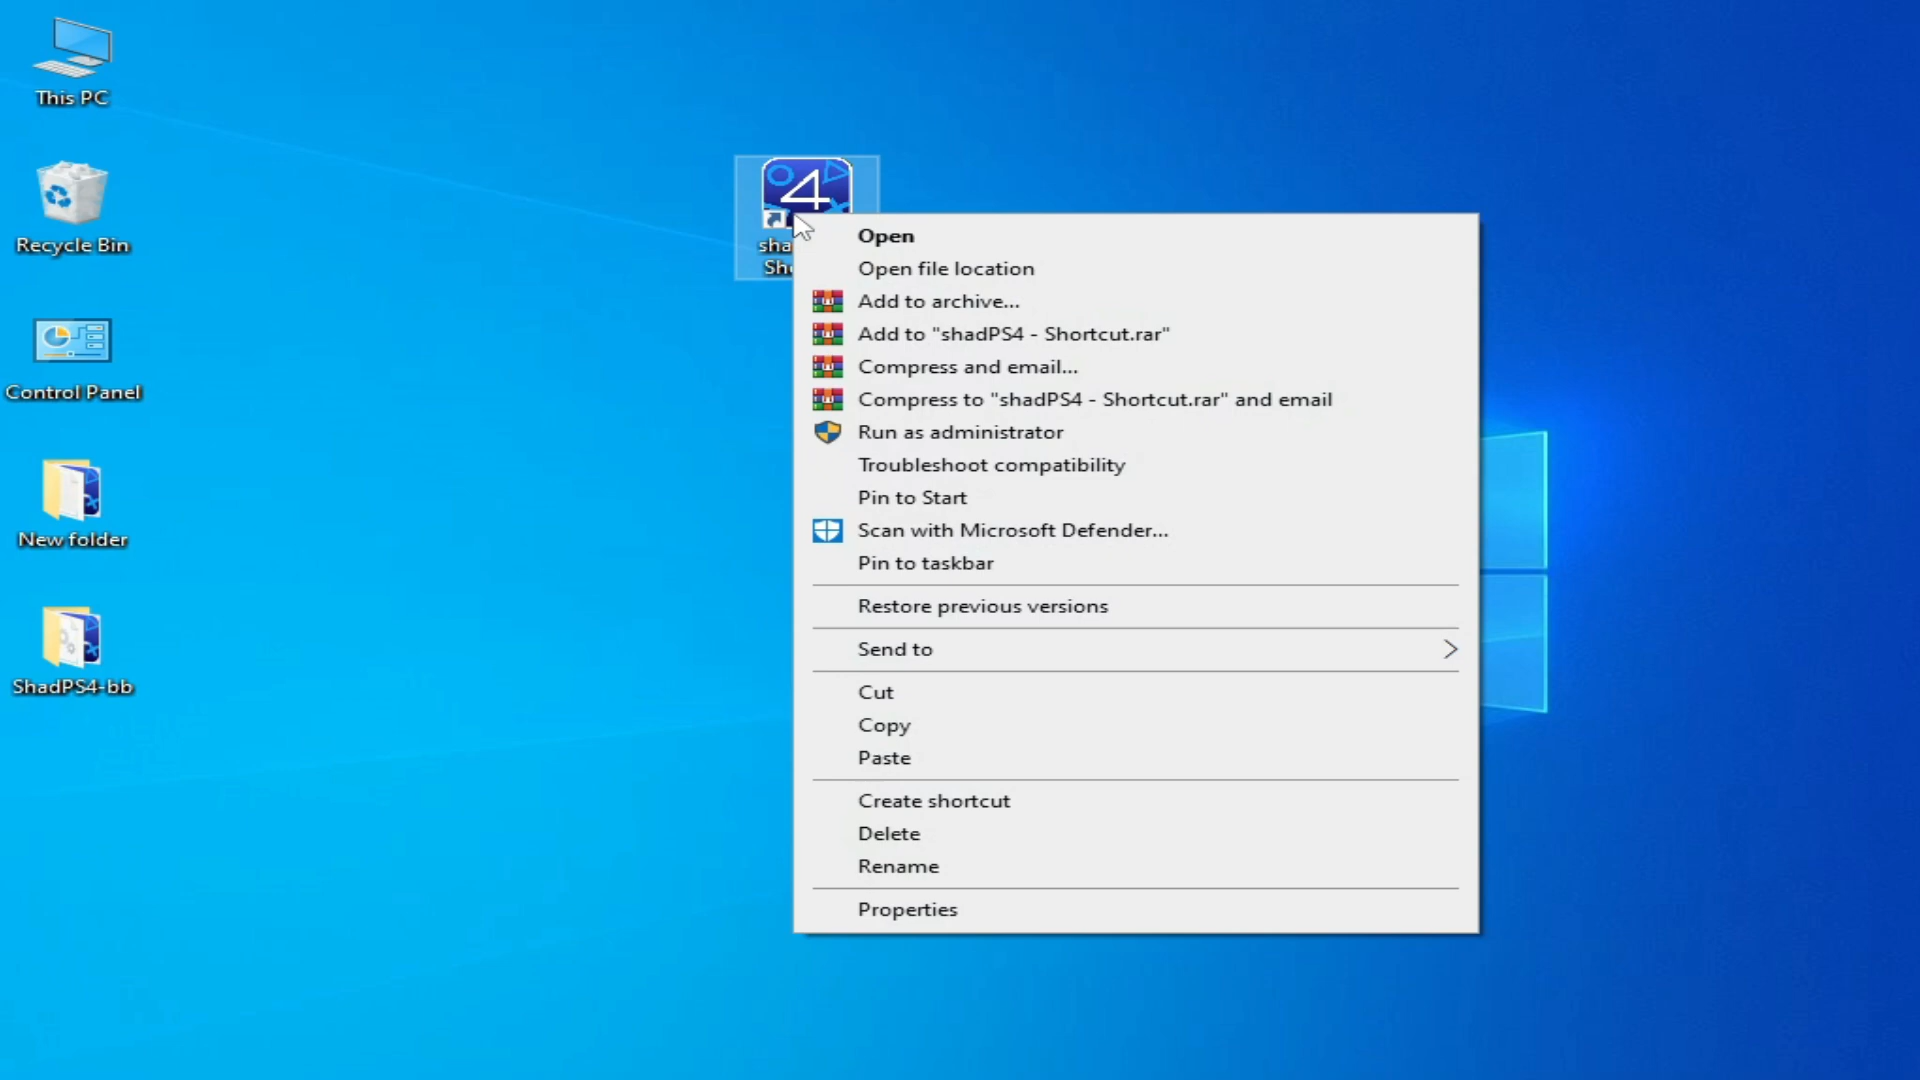 This PC
Recycle Bin
Control Panel
New folder
ShadPS4-bb
4
Open
Open file location
Add to archive...
Add to "shadPS4 - Shortcut.rar"
Compress and email...
Compress to "shadPS4 - Shortcut.rar" and email
Run as administrator
Troubleshoot compatibility
Pin to Start
Scan with Microsoft Defender...
Pin to taskbar
Restore previous versions
Send to
Cut
Copy
Paste
Create shortcut
Delete
Rename
Properties